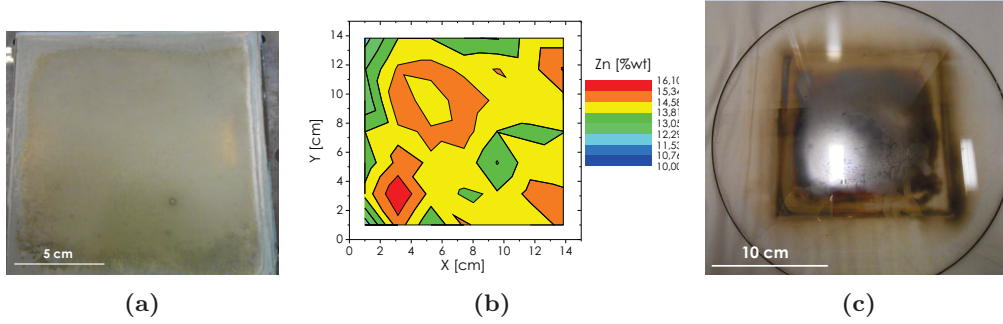 5 cm
(a)
14
12
10
8
6
4
2
0
Y [cm]
0 2 4 6 8 10 12 14
X [cm]
Zn [%wt]
16,10
15,34
14,58
13,81
13,05
12,29
11,53
10,76
10,00
(b)
10 cm
(c)